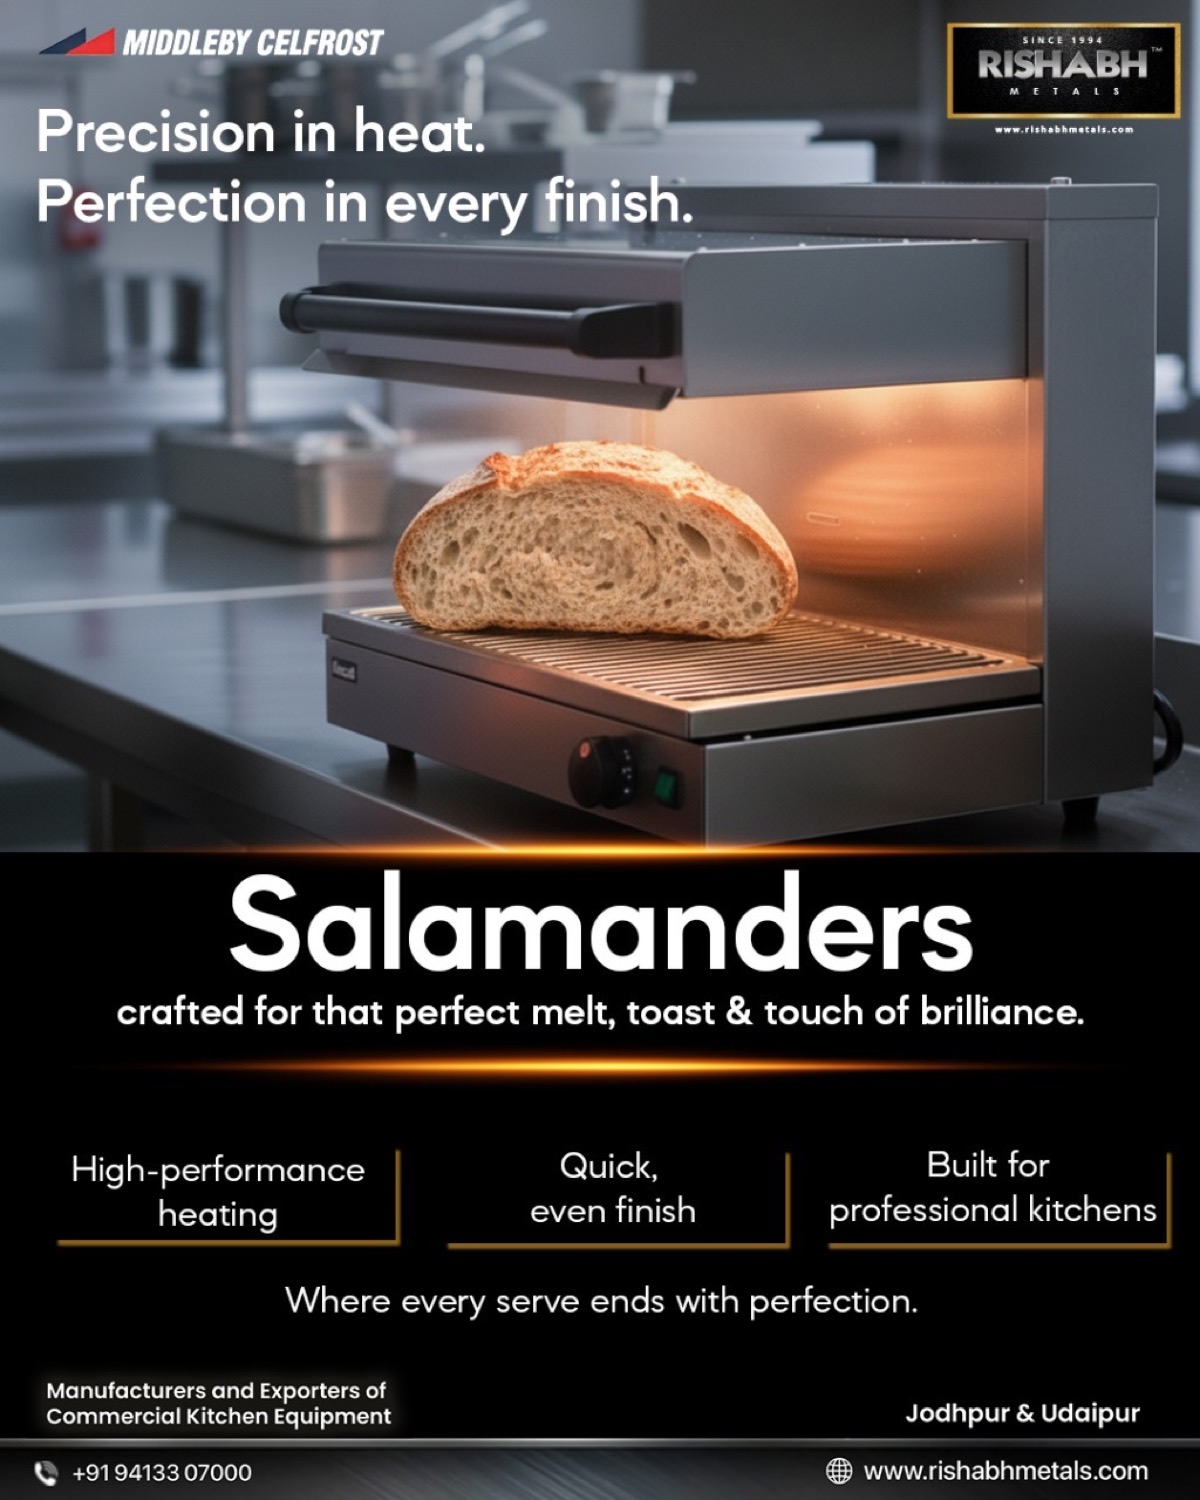 MIDDLEBY CELFROST
SINCE 1994
RISHABH™
METALS
www.rishabhmetals.com
Precision in heat.
Perfection in every finish.
Salamanders
crafted for that perfect melt, toast & touch of brilliance.
High-performance
heating
Quick,
even finish
Built for
professional kitchens
Where every serve ends with perfection.
Manufacturers and Exporters of
Commercial Kitchen Equipment
Jodhpur & Udaipur
+91 94133 07000
www.rishabhmetals.com